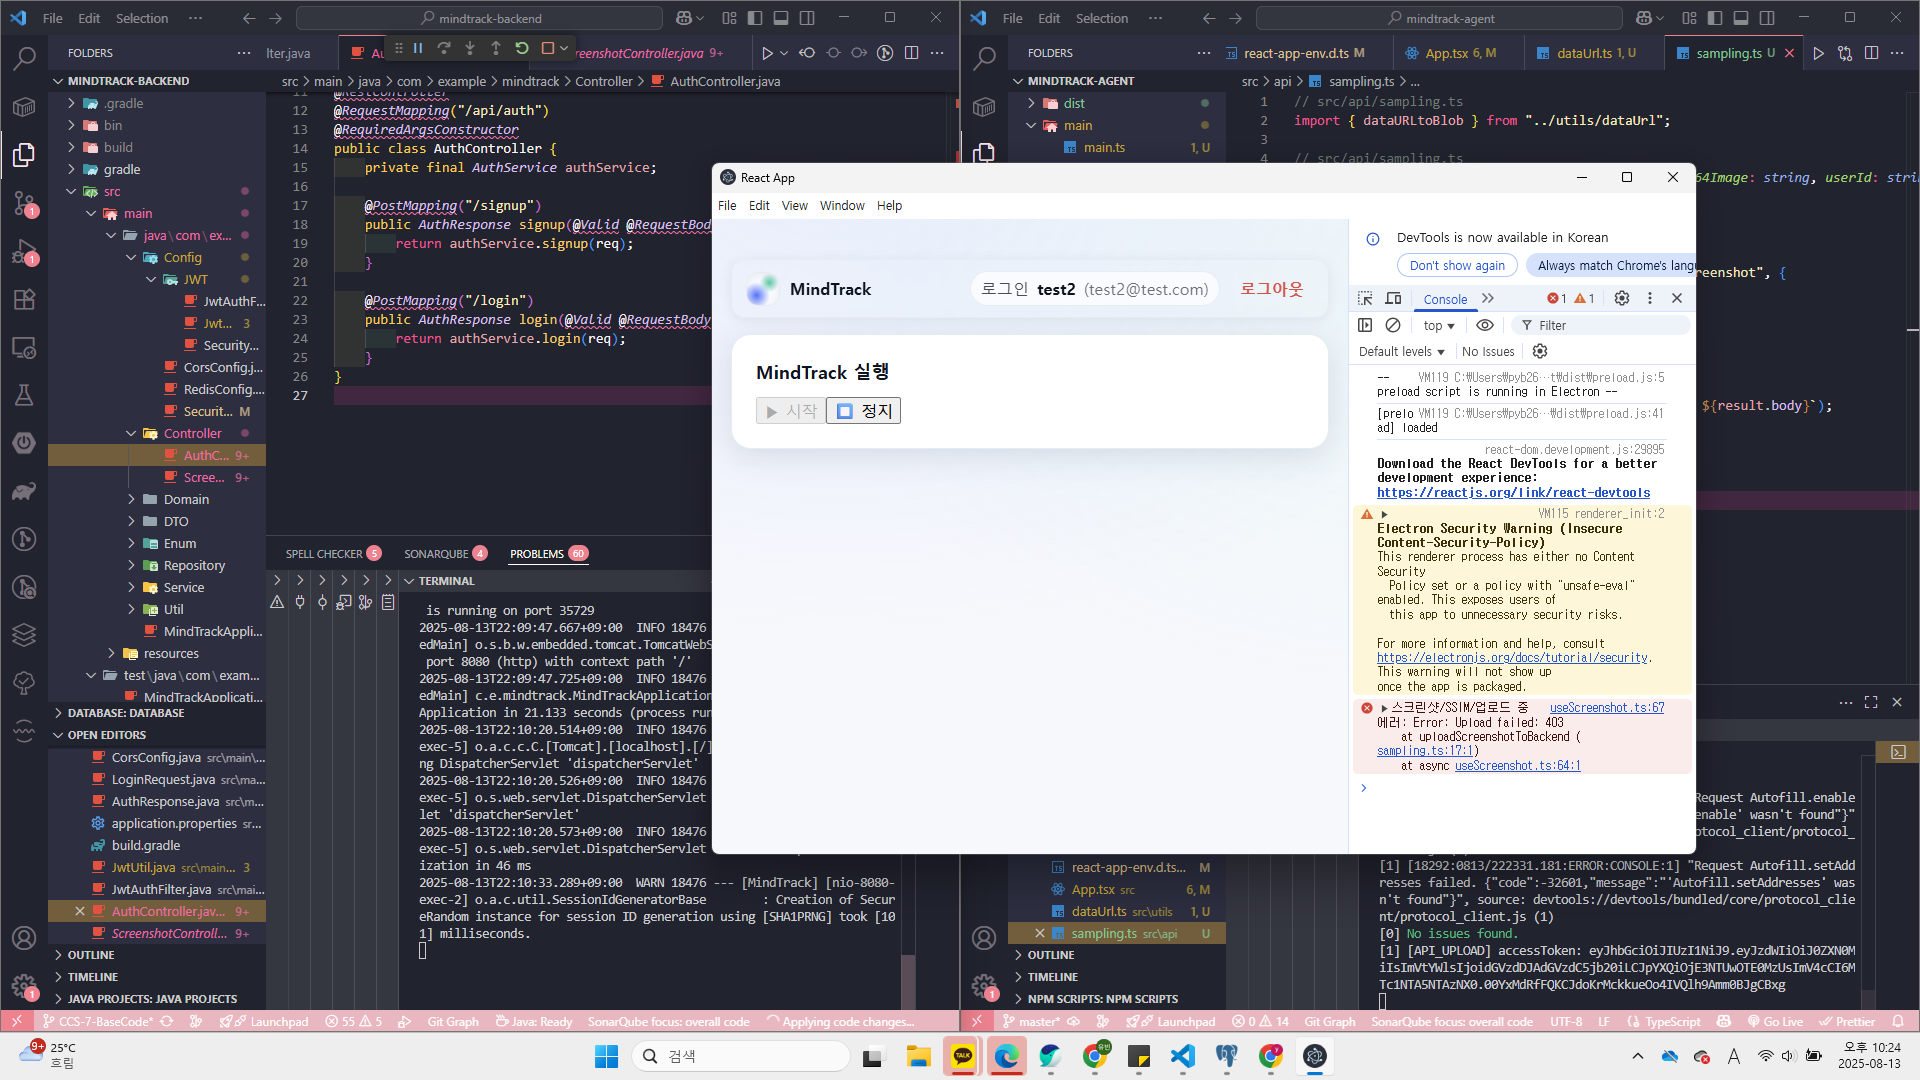 File Edit Selection ··· mindtrack-backend
FOLDERS
MINDTRACK-BACKEND
.gradle
bin
build
gradle
src
main
java\com\ex...
Config
JWT
JwtAuthF...
Jwt... 3
Security...
CorsConfig.j...
RedisConfig....
Securit... M
Controller
AuthC... 9+
Scree... 9+
Domain
DTO
Enum
Repository
Service
Util
MindTrackAppli...
resources
test\java\com\exam...
MindTrackApplicati...
DATABASE: DATABASE
OPEN EDITORS
CorsConfig.java src\main\...
LoginRequest.java src\ma...
AuthResponse.java src\m...
application.properties sr...
build.gradle
JwtUtil.java src\main... 3
JwtAuthFilter.java src\mai...
AuthController.jav... 9+
ScreenshotControll... 9+
OUTLINE
TIMELINE
JAVA PROJECTS: JAVA PROJECTS
lter.java
reenshotController.java 9+
src > main > java > com > example > mindtrack > Controller > AuthController.java
11 @RestController
12 @RequestMapping("/api/auth")
13 @RequiredArgsConstructor
14 public class AuthController {
15 private final AuthService authService;
16
17 @PostMapping("/signup")
18 public AuthResponse signup(@Valid @RequestBod
19 return authService.signup(req);
20 }
21
22 @PostMapping("/login")
23 public AuthResponse login(@Valid @RequestBody
24 return authService.login(req);
25 }
26 }
27
SPELL CHECKER 5 SONARQUBE 4 PROBLEMS 60
TERMINAL
is running on port 35729
2025-08-13T22:09:47.667+09:00 INFO 18476
edMain] o.s.b.w.embedded.tomcat.TomcatWebS
port 8080 (http) with context path '/'
2025-08-13T22:09:47.725+09:00 INFO 18476
edMain] c.e.mindtrack.MindTrackApplication
Application in 21.133 seconds (process run
2025-08-13T22:10:20.514+09:00 INFO 18476
exec-5] o.a.c.c.C.[Tomcat].[localhost].[/]
ng DispatcherServlet 'dispatcherServlet'
2025-08-13T22:10:20.526+09:00 INFO 18476
exec-5] o.s.web.servlet.DispatcherServlet
let 'dispatcherServlet'
2025-08-13T22:10:20.573+09:00 INFO 18476
exec-5] o.s.web.servlet.DispatcherServlet
ization in 46 ms
2025-08-13T22:10:33.289+09:00 WARN 18476 --- [MindTrack] [nio-8080-
exec-2] o.a.c.util.SessionIdGeneratorBase : Creation of Secur
eRandom instance for session ID generation using [SHA1PRNG] took [10
1] milliseconds.
CCS-7-BaseCode* Launchpad 55 5 Git Graph Java: Ready SonarQube focus: overall code Applying code changes...
File Edit Selection ··· mindtrack-agent
FOLDERS
MINDTRACK-AGENT
dist
main
main.ts 1, U
react-app-env.d.ts M App.tsx 6, M dataUrl.ts 1, U sampling.ts U
src > api > sampling.ts > ...
1 // src/api/sampling.ts
2 import { dataURLtoBlob } from "../utils/dataUrl";
3
4 // src/api/sampling.ts
64Image: string, userId: strin
reenshot", {
${result.body}`);
React App
File Edit View Window Help
MindTrack
로그인 test2 (test2@test.com)
로그아웃
MindTrack 실행
시작 정지
DevTools is now available in Korean
Don't show again Always match Chrome's lang
Console 1 1
top Filter
Default levels No Issues
-- VM119 C:₩Users₩pyb26…t₩dist₩preload.js:5
preload script is running in Electron --
[prelo VM119 C:₩Users₩pyb26…₩dist₩preload.js:41
ad] loaded
react-dom.development.js:29895
Download the React DevTools for a better
development experience:
https://reactjs.org/link/react-devtools
VM115 renderer_init:2
Electron Security Warning (Insecure
Content-Security-Policy)
This renderer process has either no Content
Security
Policy set or a policy with "unsafe-eval"
enabled. This exposes users of
this app to unnecessary security risks.
For more information and help, consult
https://electronjs.org/docs/tutorial/security.
This warning will not show up
once the app is packaged.
스크린샷/SSIM/업로드 중 useScreenshot.ts:67
에러: Error: Upload failed: 403
at uploadScreenshotToBackend (
sampling.ts:17:1)
at async useScreenshot.ts:64:1
react-app-env.d.ts... M
App.tsx src 6, M
dataUrl.ts src\utils 1, U
sampling.ts src\api U
OUTLINE
TIMELINE
NPM SCRIPTS: NPM SCRIPTS
Request Autofill.enable
enable' wasn't found"}"
otocol_client/protocol_
[1] [18292:0813/222331.181:ERROR:CONSOLE:1] "Request Autofill.setAdd
resses failed. {"code":-32601,"message":"'Autofill.setAddresses' was
n't found"}", source: devtools://devtools/bundled/core/protocol_clie
nt/protocol_client.js (1)
[0] No issues found.
[1] [API_UPLOAD] accessToken: eyJhbGciOiJIUzI1NiJ9.eyJzdWIiOiJ0ZXN0M
iIsImVtYWlsIjoidGVzdDJAdGVzdC5jb20iLCJpYXQiOjE3NTUwOTE0MzUsImV4cCI6M
Tc1NTA5NTAzNX0.00YxMdRfFQKCJdoKrMckkueOo4IVQlh9Amm0BJgCBxg
master* Launchpad 0 14 Git Graph SonarQube focus: overall code UTF-8 LF TypeScript Go Live Prettier
25°C
흐림
검색
오후 10:24
2025-08-13